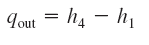 q_out = h_4 − h_1